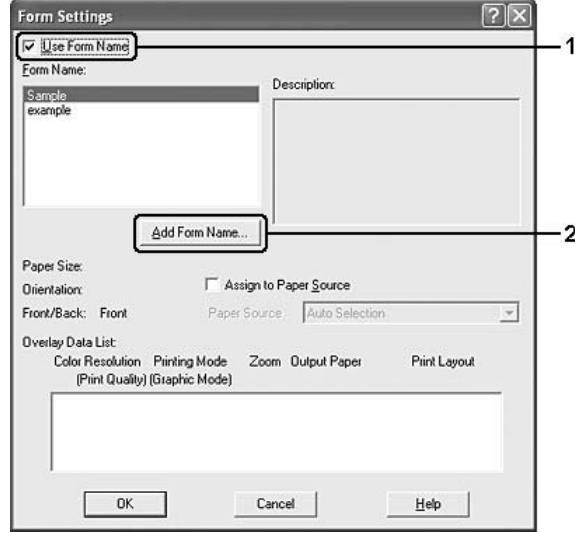 Form Settings
Use Form Name
1
Form Name:
Description:
Sample
example
Add Form Name...
2
Paper Size:
Orientation:
Assign to Paper Source
Front/Back: Front
Paper Source
Auto Selection
Overlay Data List:
Color Resolution Printing Mode Zoom Output Paper Print Layout
(Print Quality) (Graphic Mode)
OK Cancel Help